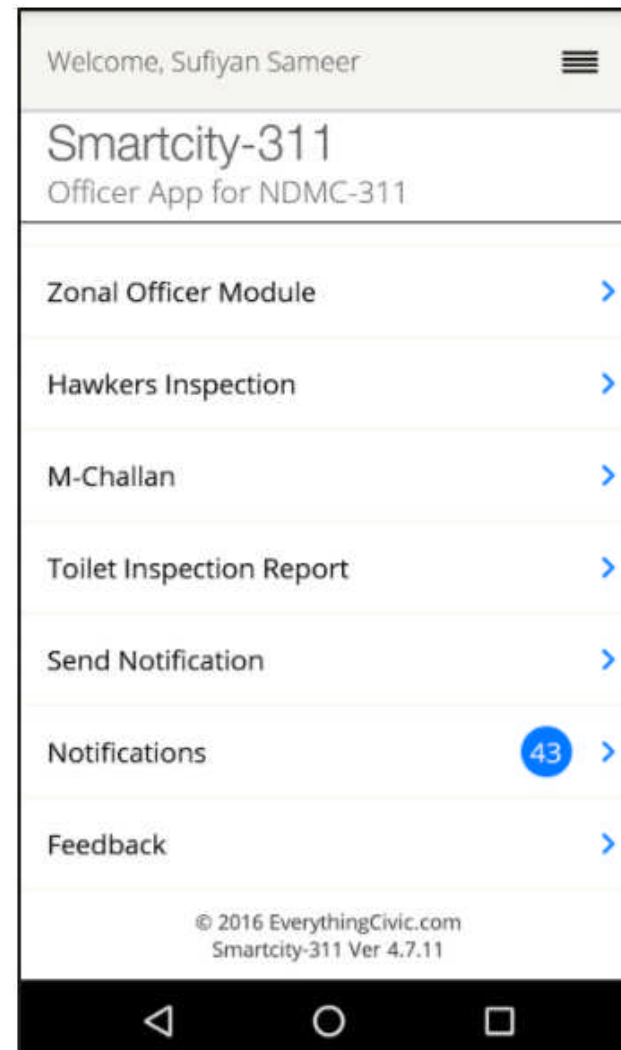 Welcome, Sufiyan Sameer
Smartcity-311
Officer App for NDMC-311
Zonal Officer Module
Hawkers Inspection
M-Challan
Toilet Inspection Report
Send Notification
Notifications 43
Feedback
© 2016 EverythingCivic.com
Smartcity-311 Ver 4.7.11